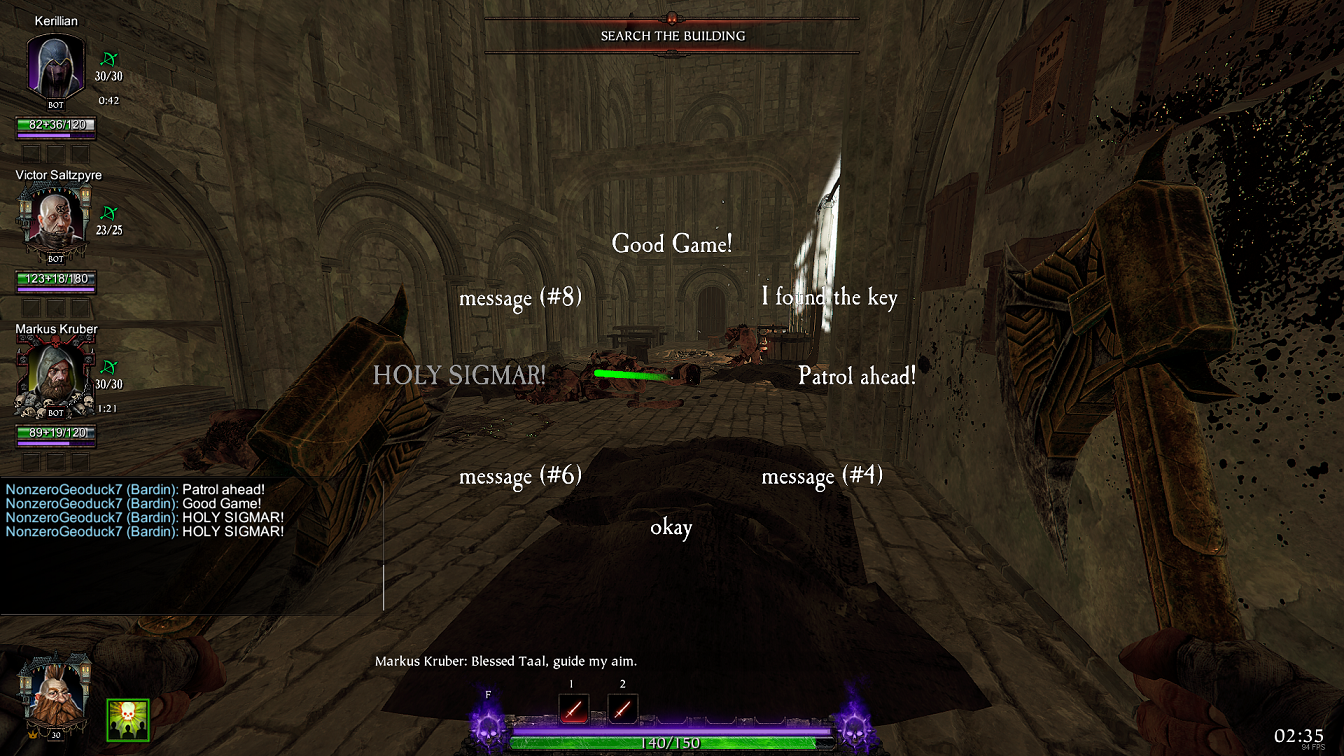 Kerillian
30/30
0:42
BOT
82+36/120
Victor Saltzpyre
23/25
BOT
123+18/180
Markus Kruber
30/30
1:21
BOT
89+19/120
SEARCH THE BUILDING
Good Game!
message (#8)
I found the key
HOLY SIGMAR!
Patrol ahead!
message (#6)
message (#4)
okay
NonzeroGeoduck7 (Bardin): Patrol ahead!
NonzeroGeoduck7 (Bardin): Good Game!
NonzeroGeoduck7 (Bardin): HOLY SIGMAR!
NonzeroGeoduck7 (Bardin): HOLY SIGMAR!
Markus Kruber: Blessed Taal, guide my aim.
F
1
2
30
140/150
02:35
94 FPS